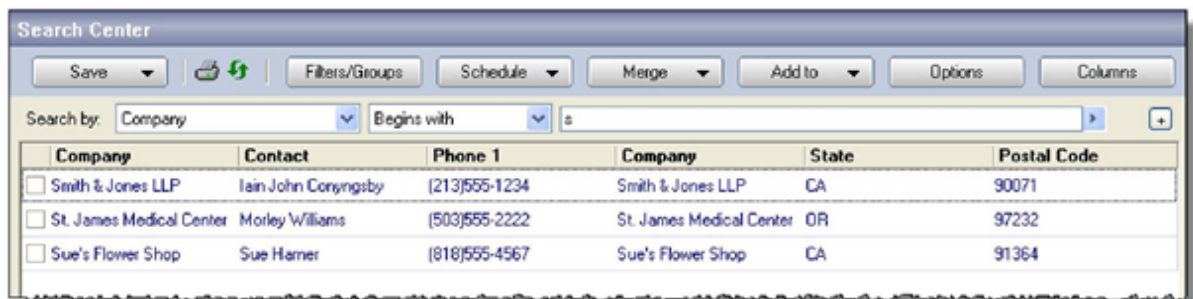 Search Center
Save Filters/Groups Schedule Merge Add to Options Columns
Search by: Company Begins with s
Company Contact Phone 1 Company State Postal Code
Smith & Jones LLP Iain John Conyngsby (213)555-1234 Smith & Jones LLP CA 90071
St. James Medical Center Morley Williams (503)555-2222 St. James Medical Center OR 97232
Sue's Flower Shop Sue Hamer (818)555-4567 Sue's Flower Shop CA 91364